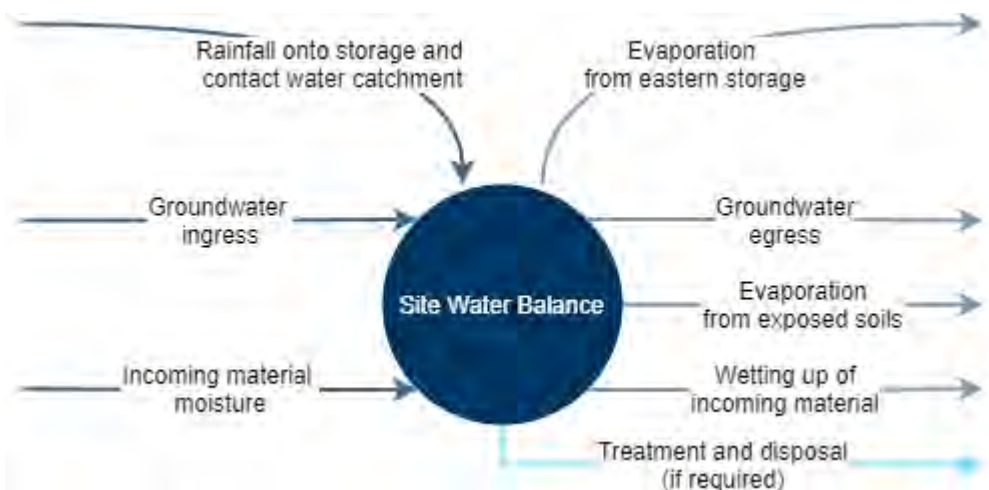 Rainfall onto storage and
contact water catchment
Evaporation
from eastern storage
Groundwater
ingress
Groundwater
egress
Site Water Balance
Evaporation
from exposed soils
Incoming material
moisture
Wetting up of
incoming material
Treatment and disposal
(if required)